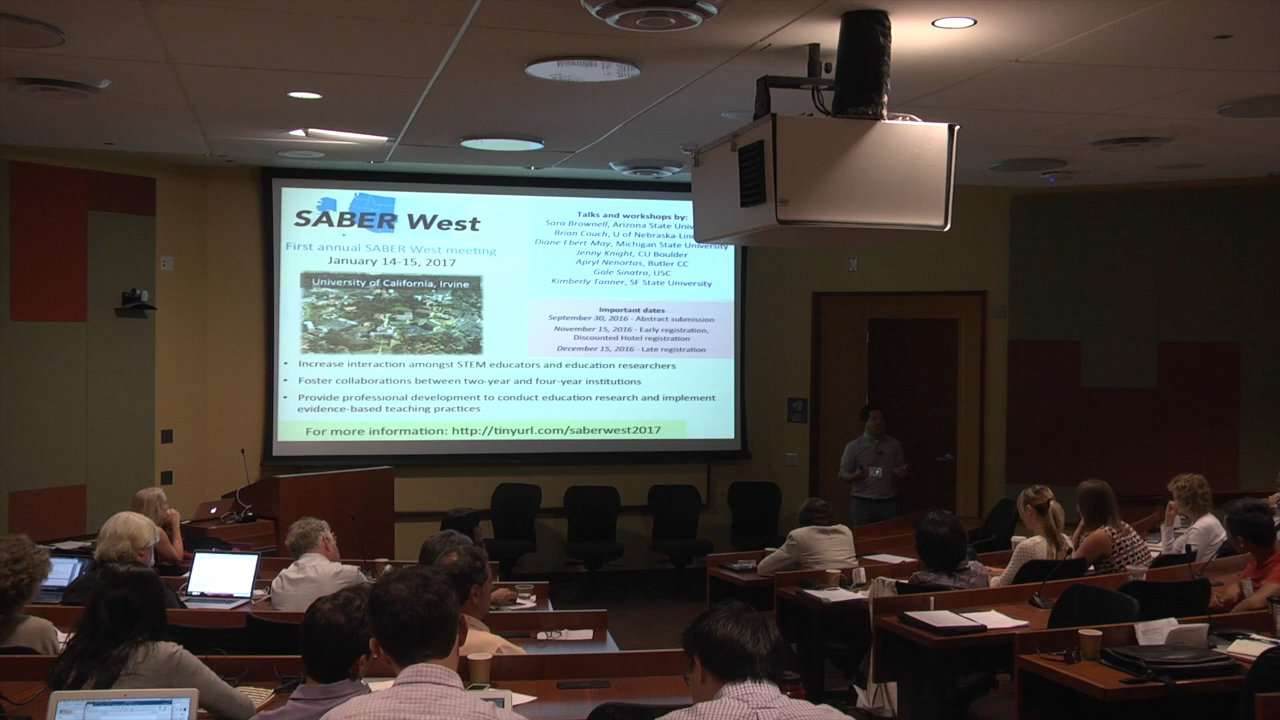 SABER West
First annual SABER West meeting
January 14-15, 2017
University of California, Irvine
Talks and workshops by:
Sara Brownell, Arizona State
Brian Couch, U of Nebraska-
Diane Ebert-May, Michigan State University
Jenny Knight, CU Boulder
Apryl Nenortas, Butler CC
Gale Sinatra, USC
Kimberly Tanner, SF State University
Important dates
September 30, 2016 - Abstract submission
November 15, 2016 - Early registration,
Discounted Hotel registration
December 15, 2016 - Late registration
• Increase interaction amongst STEM educators and education researchers
• Foster collaborations between two-year and four-year institutions
• Provide professional development to conduct education research and implement
evidence-based teaching practices
For more information: http://tinyurl.com/saberwest2017